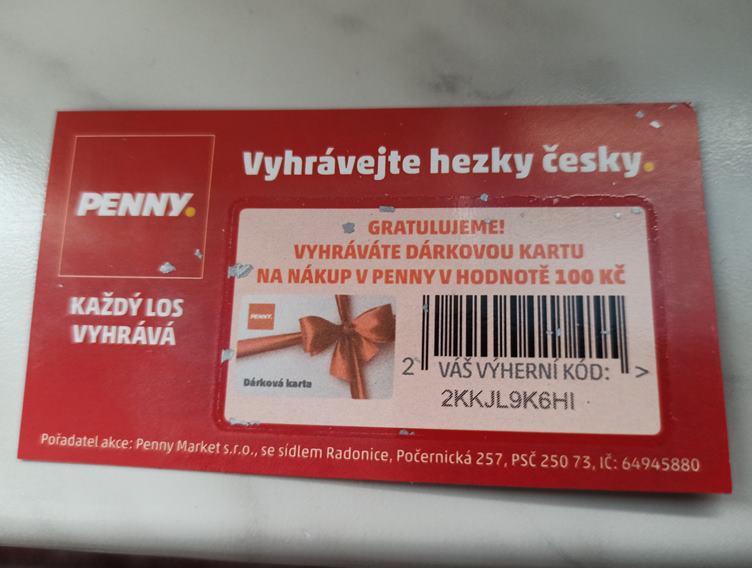 Vyhrávejte hezky česky.
PENNY.
KAŽDÝ LOS
VYHRÁVÁ
GRATULUJEME!
VYHRÁVÁTE DÁRKOVOU KARTU
NA NÁKUP V PENNY V HODNOTĚ 100 KČ
PENNY.
Dárková karta
2 >
VÁŠ VÝHERNÍ KÓD:
2KKJL9K6HI
Pořadatel akce: Penny Market s.r.o., se sídlem Radonice, Počernická 257, PSČ 250 73, IČ: 64945880